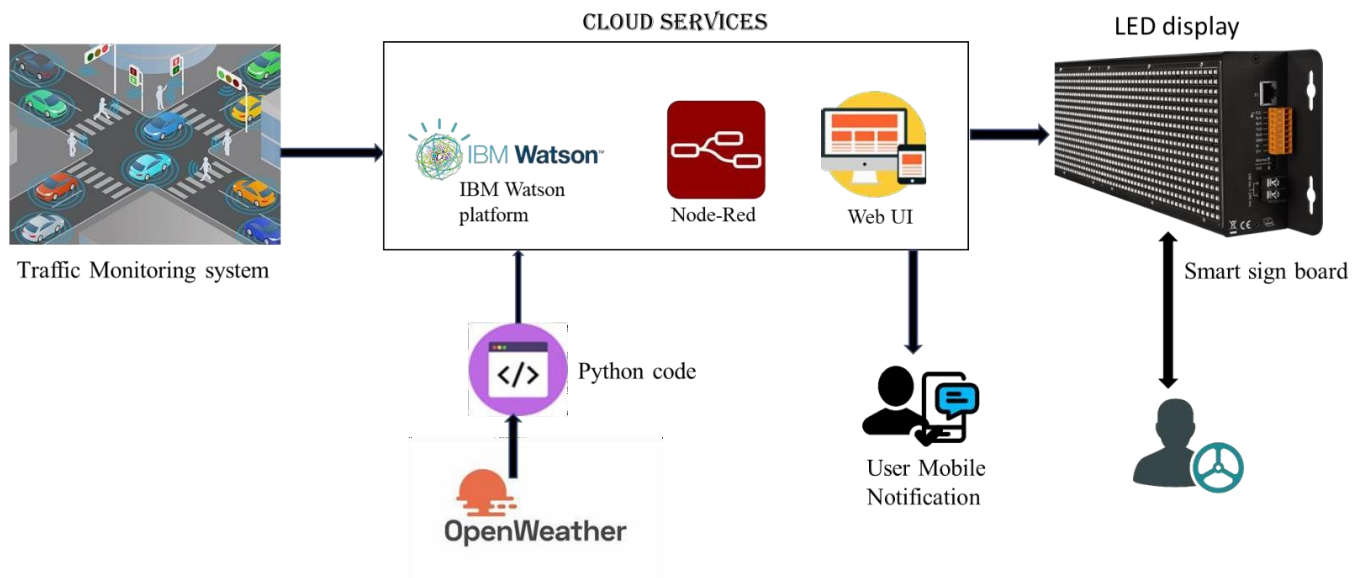 CLOUD SERVICES
LED display
IBM Watson™
IBM Watson
platform
Node-Red
Web UI
Traffic Monitoring system
Smart sign board
</>
Python code
User Mobile
Notification
OpenWeather